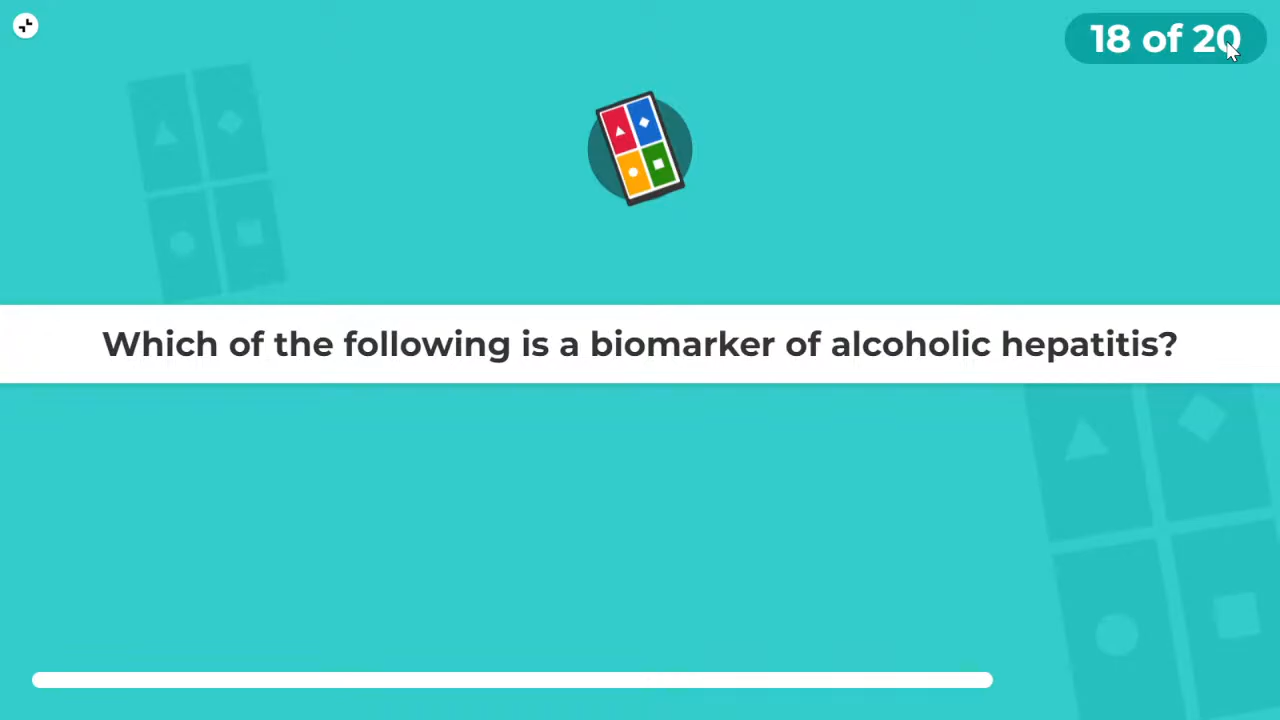 18 of 20
Which of the following is a biomarker of alcoholic hepatitis?